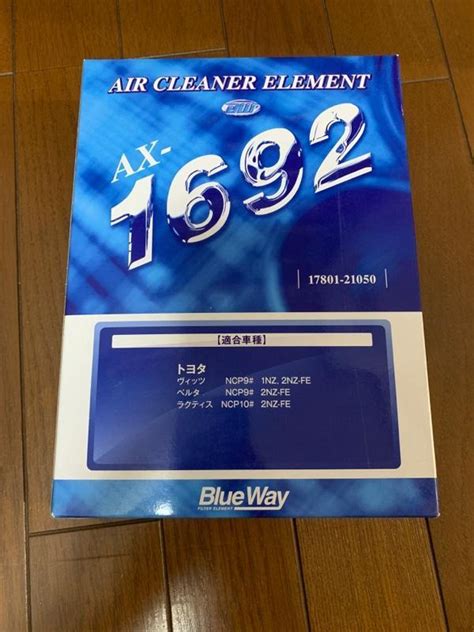 AIR CLEANER ELEMENT
AX-
1692
17801-21050
【適合車種】
トヨタ
ヴィッツ NCP9# 1NZ, 2NZ-FE
ベルタ NCP9# 2NZ-FE
ラクティス NCP10# 2NZ-FE
BlueWay
FILTER ELEMENT